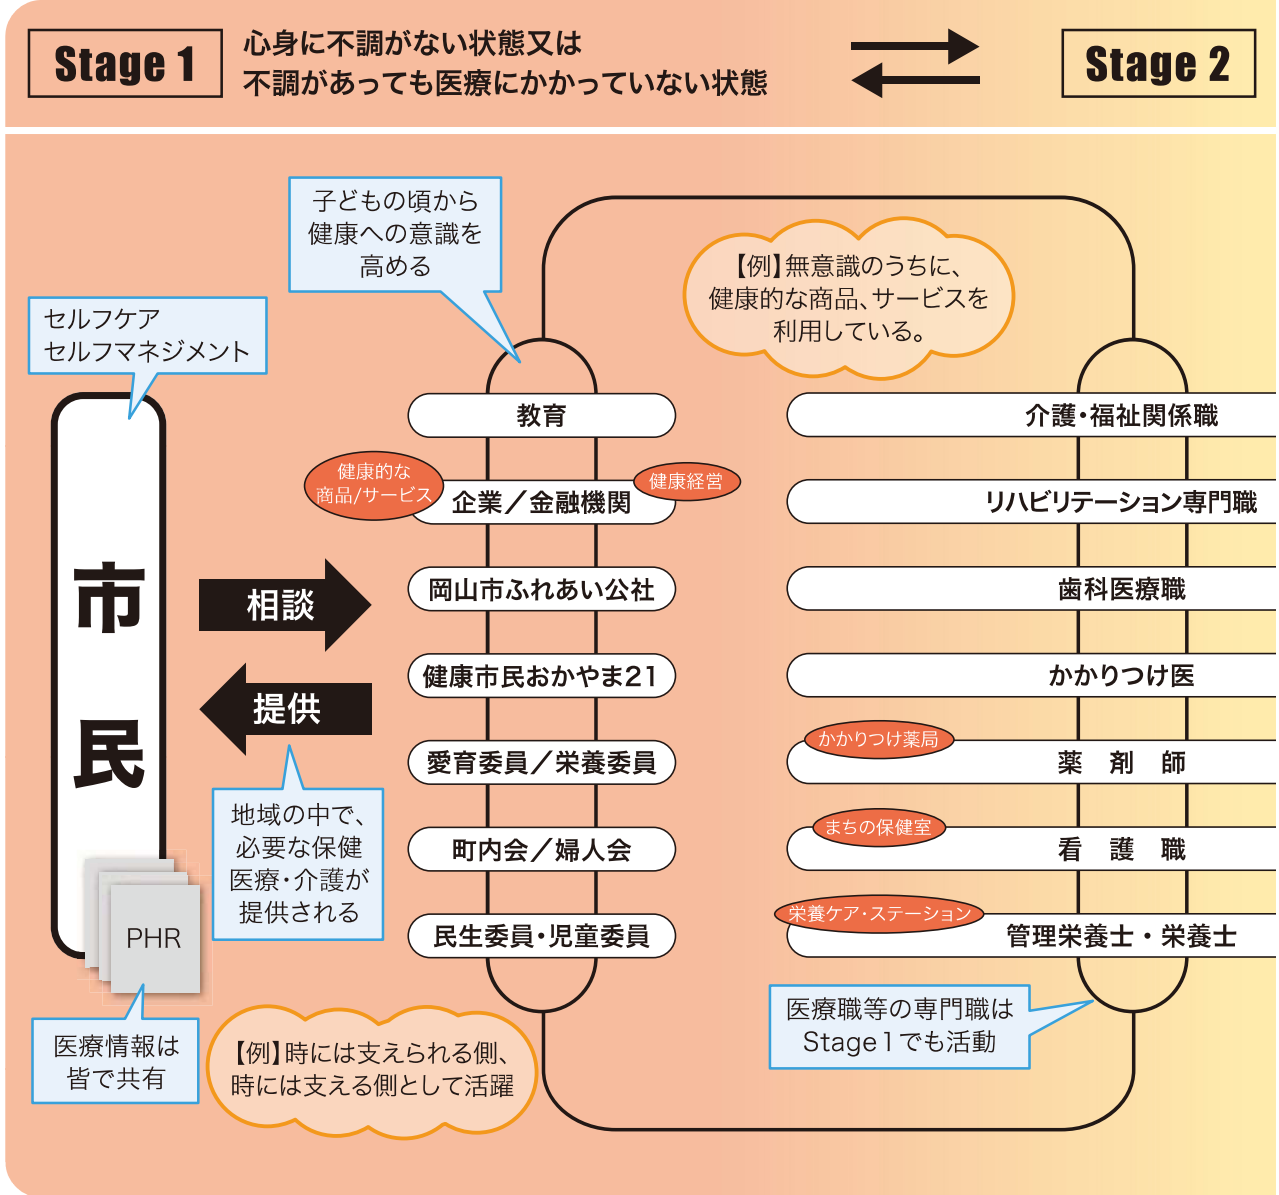 Stage 1
心身に不調がない状態又は
不調があっても医療にかかっていない状態
Stage 2
子どもの頃から
健康への意識を
高める
【例】無意識のうちに、
健康的な商品、サービスを
利用している。
セルフケア
セルフマネジメント
市民
PHR
医療情報は
皆で共有
相談
提供
地域の中で、
必要な保健
医療・介護が
提供される
教育
健康的な
商品/サービス
健康経営
企業／金融機関
岡山市ふれあい公社
健康市民おかやま21
愛育委員／栄養委員
町内会／婦人会
民生委員・児童委員
【例】時には支えられる側、
時には支える側として活躍
介護・福祉関係職
リハビリテーション専門職
歯科医療職
かかりつけ医
かかりつけ薬局
薬剤師
まちの保健室
看護職
栄養ケア・ステーション
管理栄養士・栄養士
医療職等の専門職は
Stage1でも活動